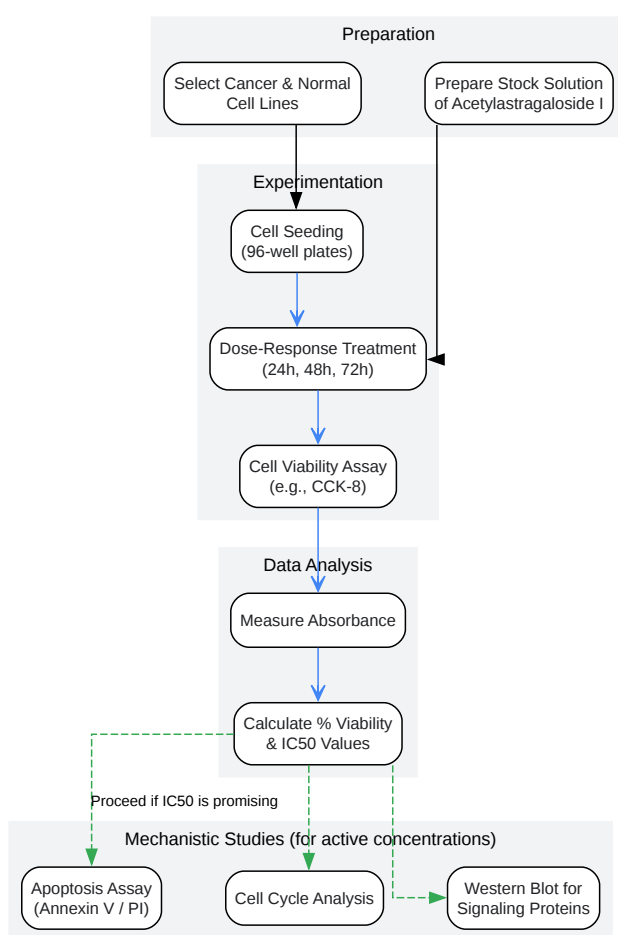 Preparation
Select Cancer & Normal
Cell Lines
Prepare Stock Solution
of Acetylastragaloside I
Experimentation
Cell Seeding
(96-well plates)
Dose-Response Treatment
(24h, 48h, 72h)
Cell Viability Assay
(e.g., CCK-8)
Data Analysis
Measure Absorbance
Calculate % Viability
& IC50 Values
Proceed if IC50 is promising
Mechanistic Studies (for active concentrations)
Apoptosis Assay
(Annexin V / PI)
Cell Cycle Analysis
Western Blot for
Signaling Proteins